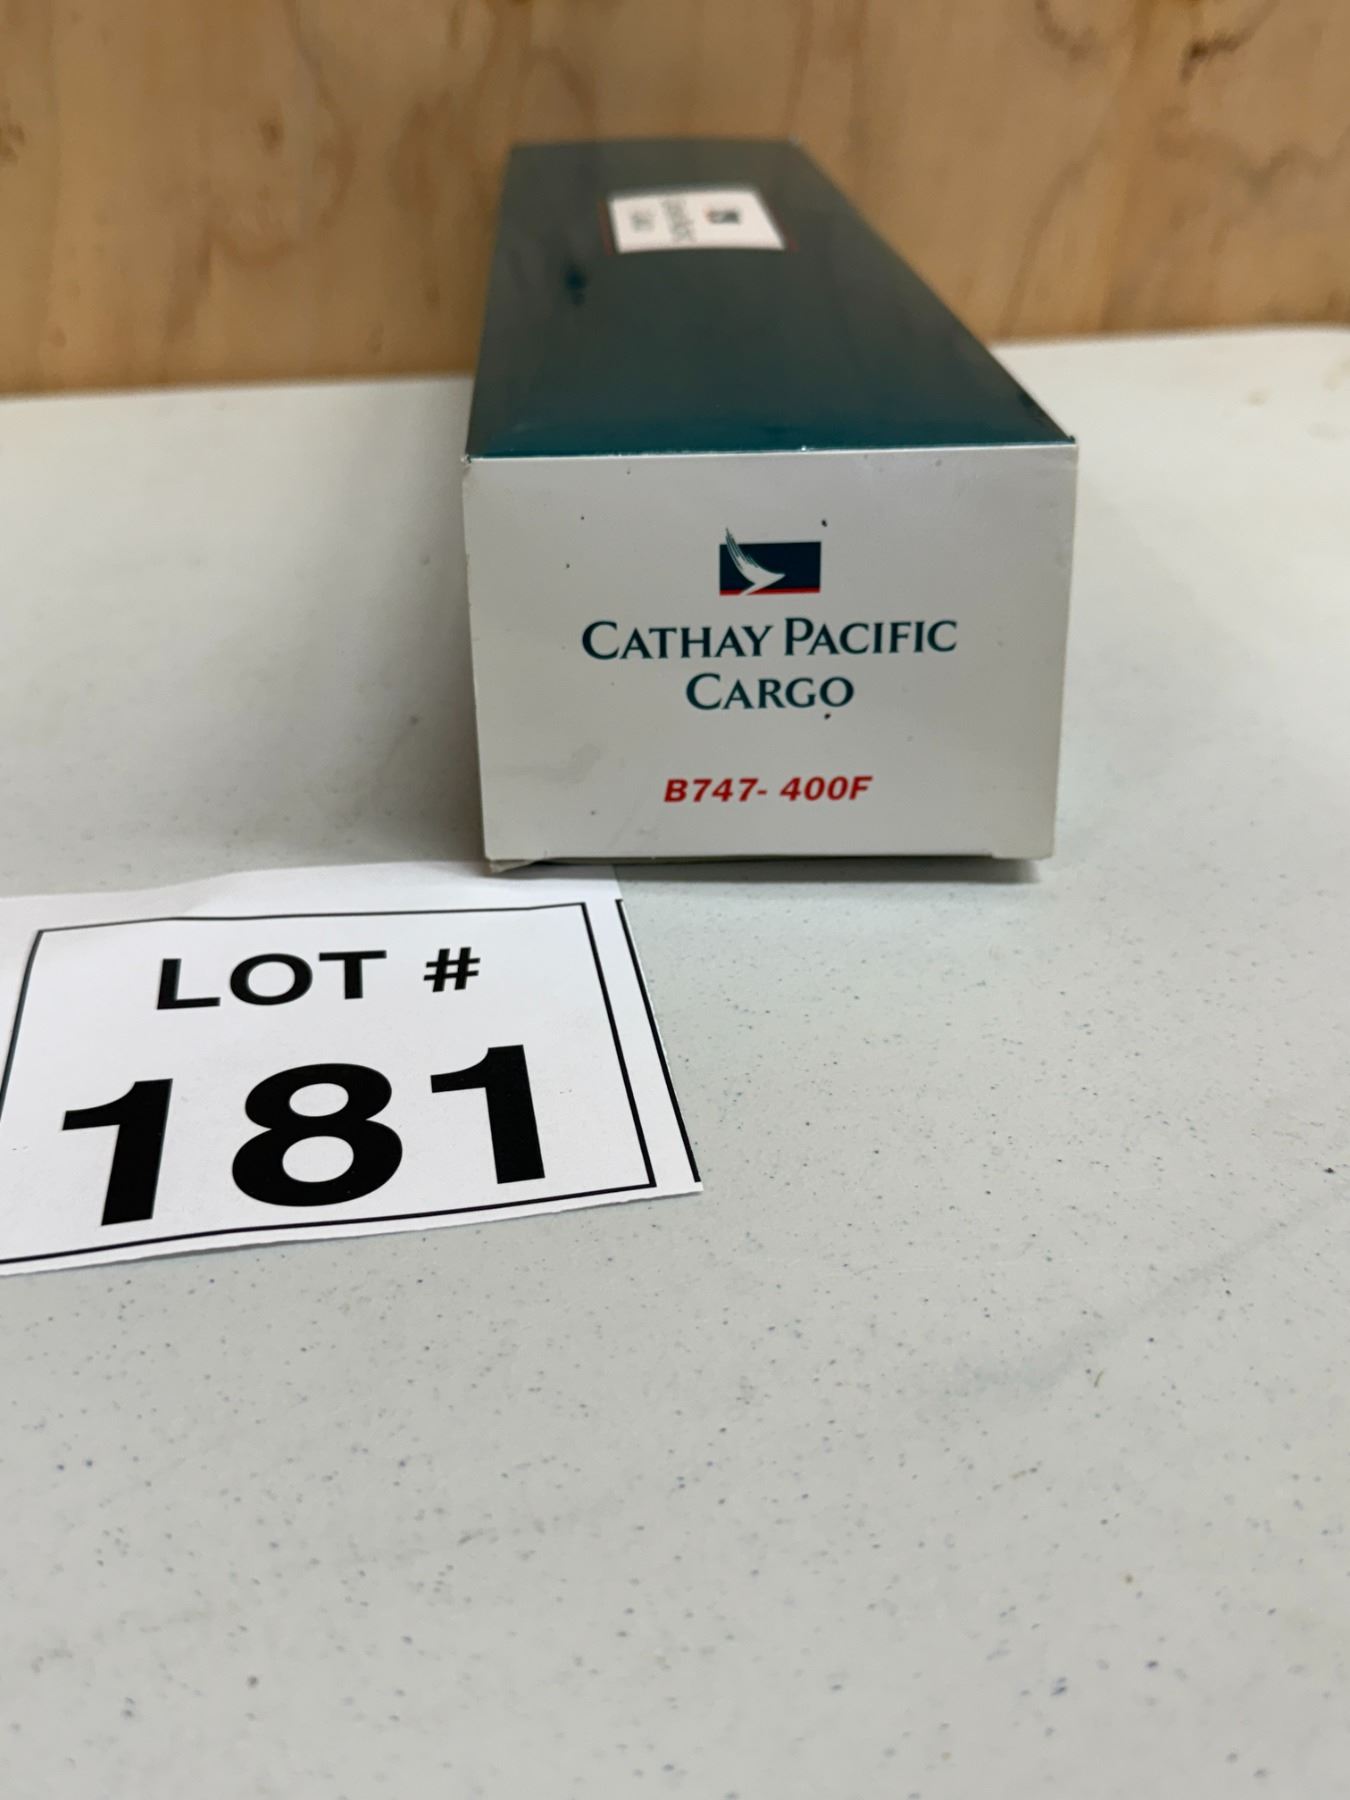 CATHAY PACIFIC
CARGO
B747- 400F
LOT #
181